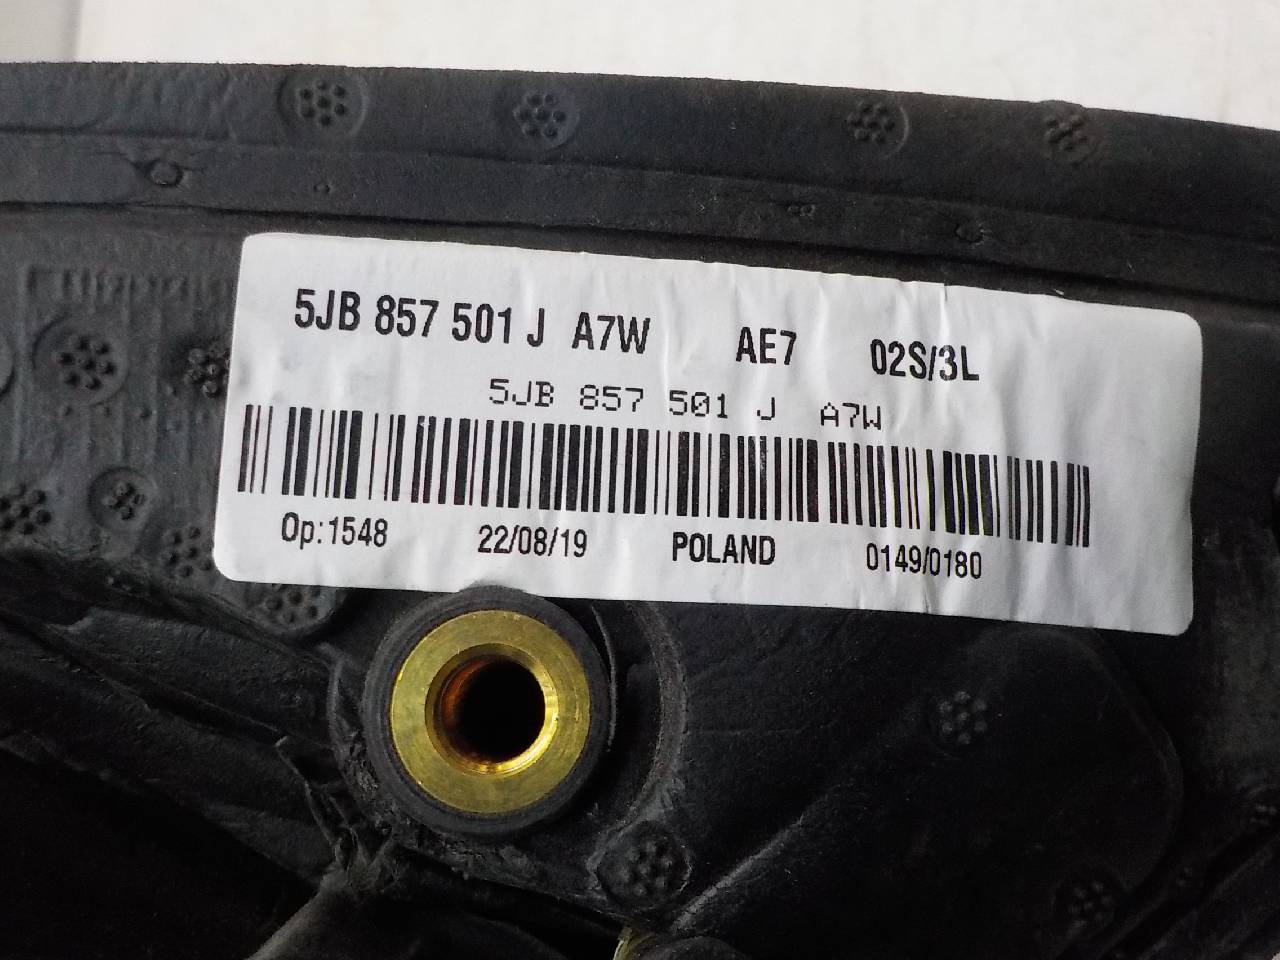 5JB 857 501 J A7W AE7 02S/3L
5JB 857 501 J A7W
Op:1548 22/08/19 POLAND 0149/0180